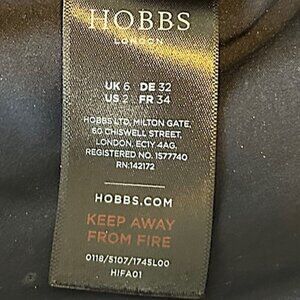 HOBBS
LONDON
UK 6 DE 32
US 2 FR 34
HOBBS LTD, MILTON GATE,
60 CHISWELL STREET,
LONDON, EC1Y 4AG.
REGISTERED NO. 1577740
RN:142172
HOBBS.COM
KEEP AWAY
FROM FIRE
0118/5107/1745L00
HIFA01